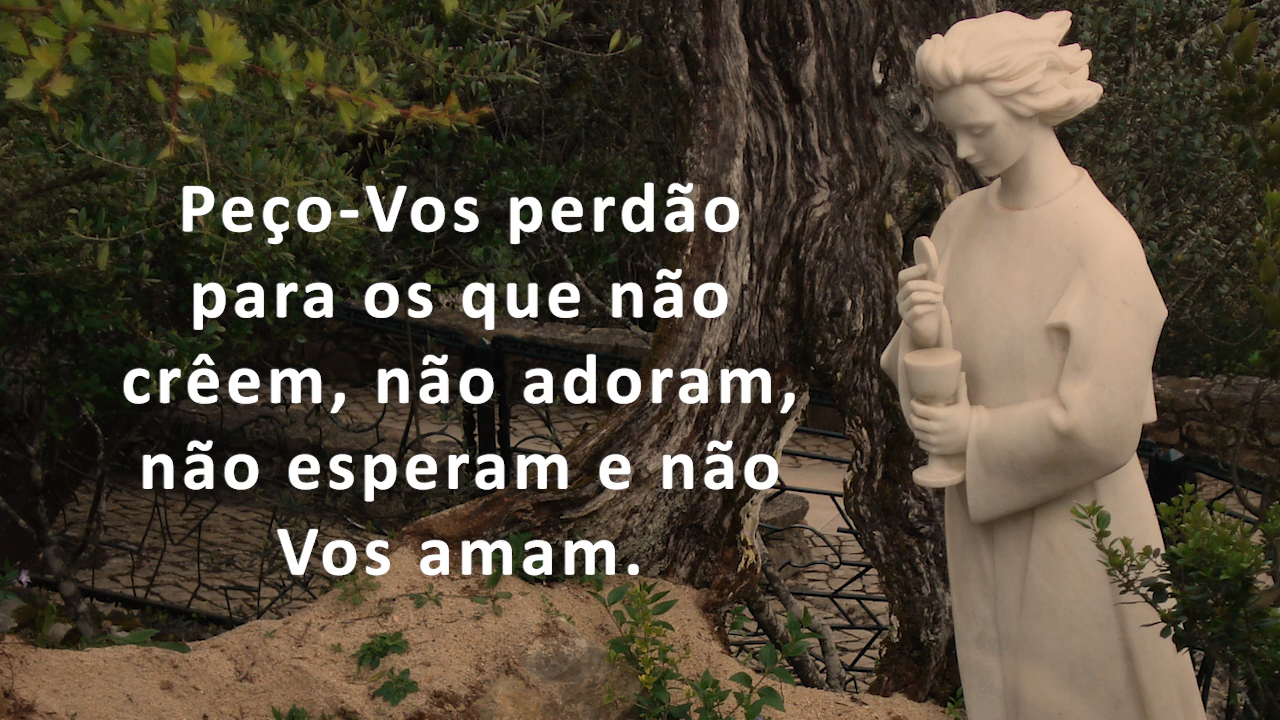 Peço-Vos perdão
para os que não
crêem, não adoram,
não esperam e não
Vos amam.